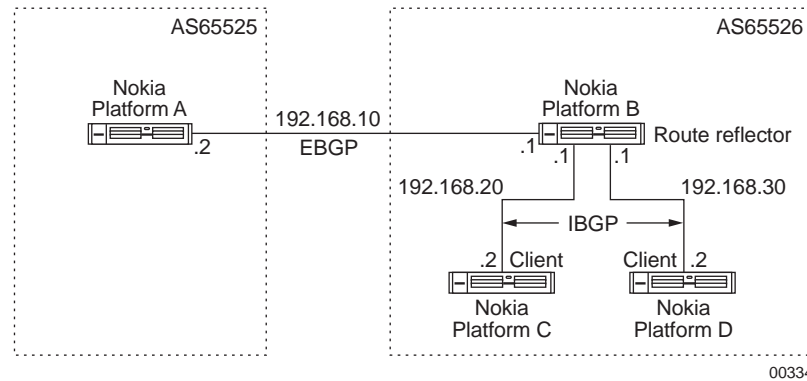 AS65525
AS65526
Nokia
Platform A
Nokia
Platform B
192.168.10
.2
EBGP
.1
.1
.1
Route reflector
192.168.20
192.168.30
IBGP
.2 Client
Client .2
Nokia
Platform C
Nokia
Platform D